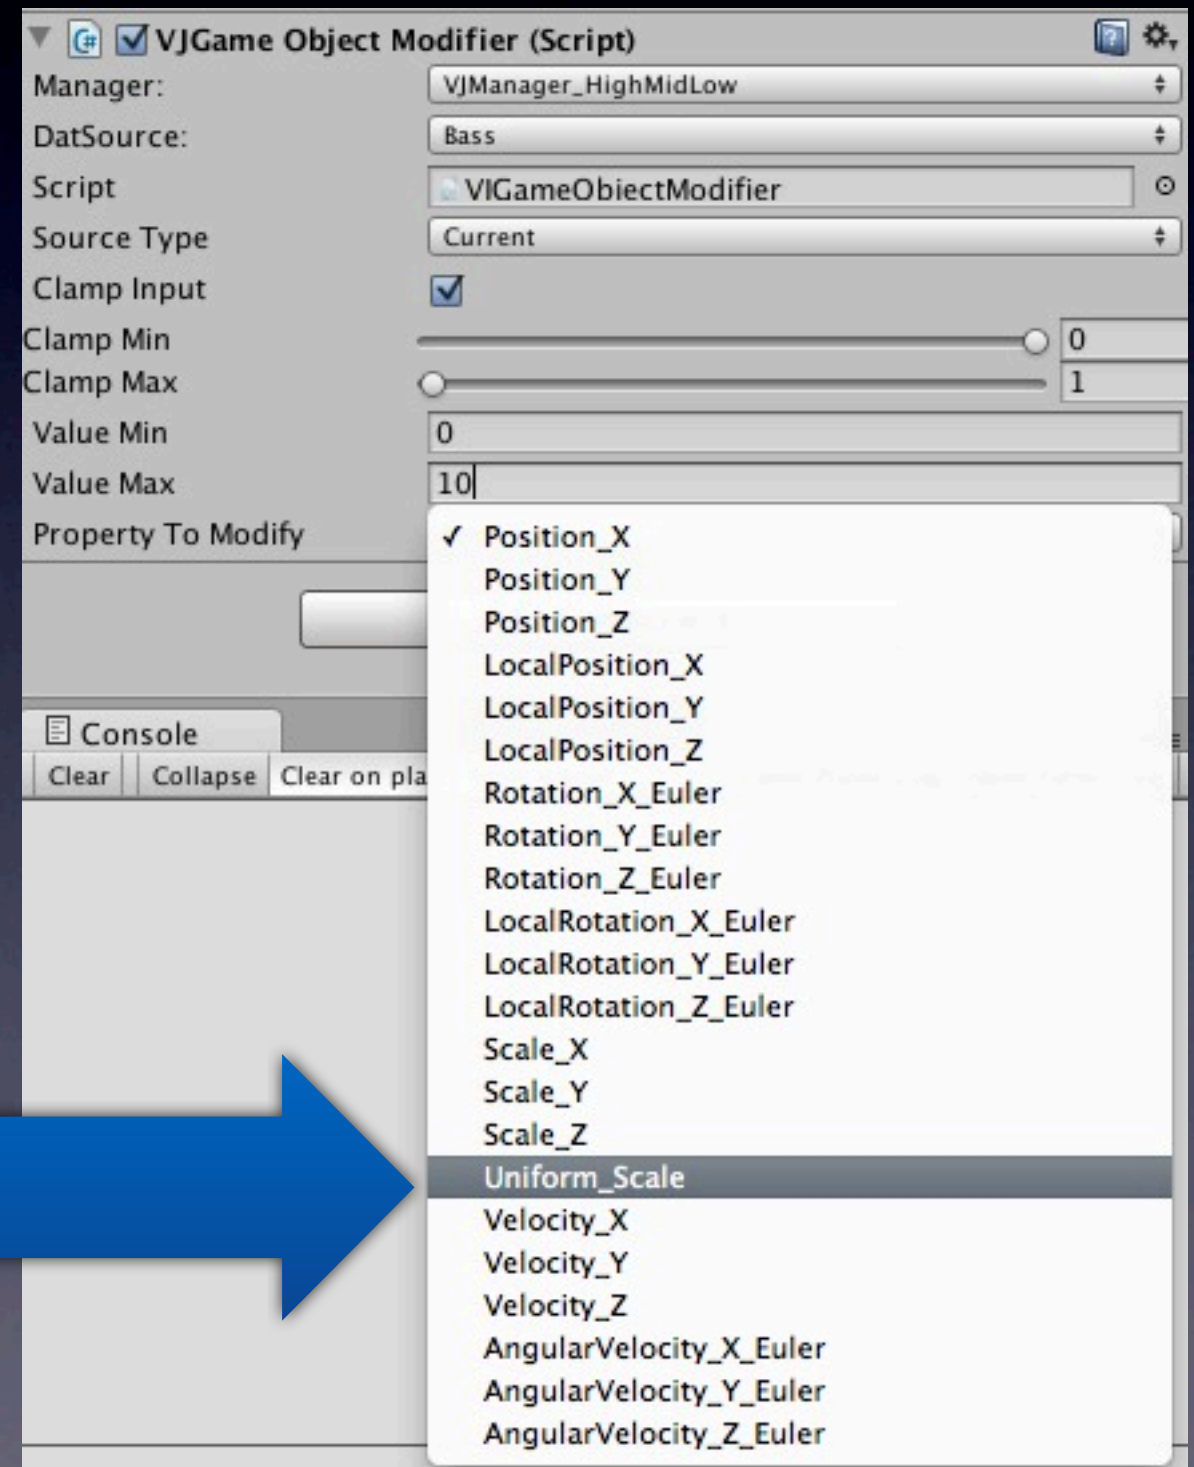 VJGame Object Modifier (Script)
Manager: VJManager_HighMidLow
DatSource: Bass
Script VJGameObjectModifier
Source Type Current
Clamp Input
Clamp Min 0
Clamp Max 1
Value Min 0
Value Max 10
Property To Modify
✓ Position_X
Position_Y
Position_Z
LocalPosition_X
LocalPosition_Y
LocalPosition_Z
Rotation_X_Euler
Rotation_Y_Euler
Rotation_Z_Euler
LocalRotation_X_Euler
LocalRotation_Y_Euler
LocalRotation_Z_Euler
Scale_X
Scale_Y
Scale_Z
Uniform_Scale
Velocity_X
Velocity_Y
Velocity_Z
AngularVelocity_X_Euler
AngularVelocity_Y_Euler
AngularVelocity_Z_Euler
Console
Clear Collapse Clear on pla